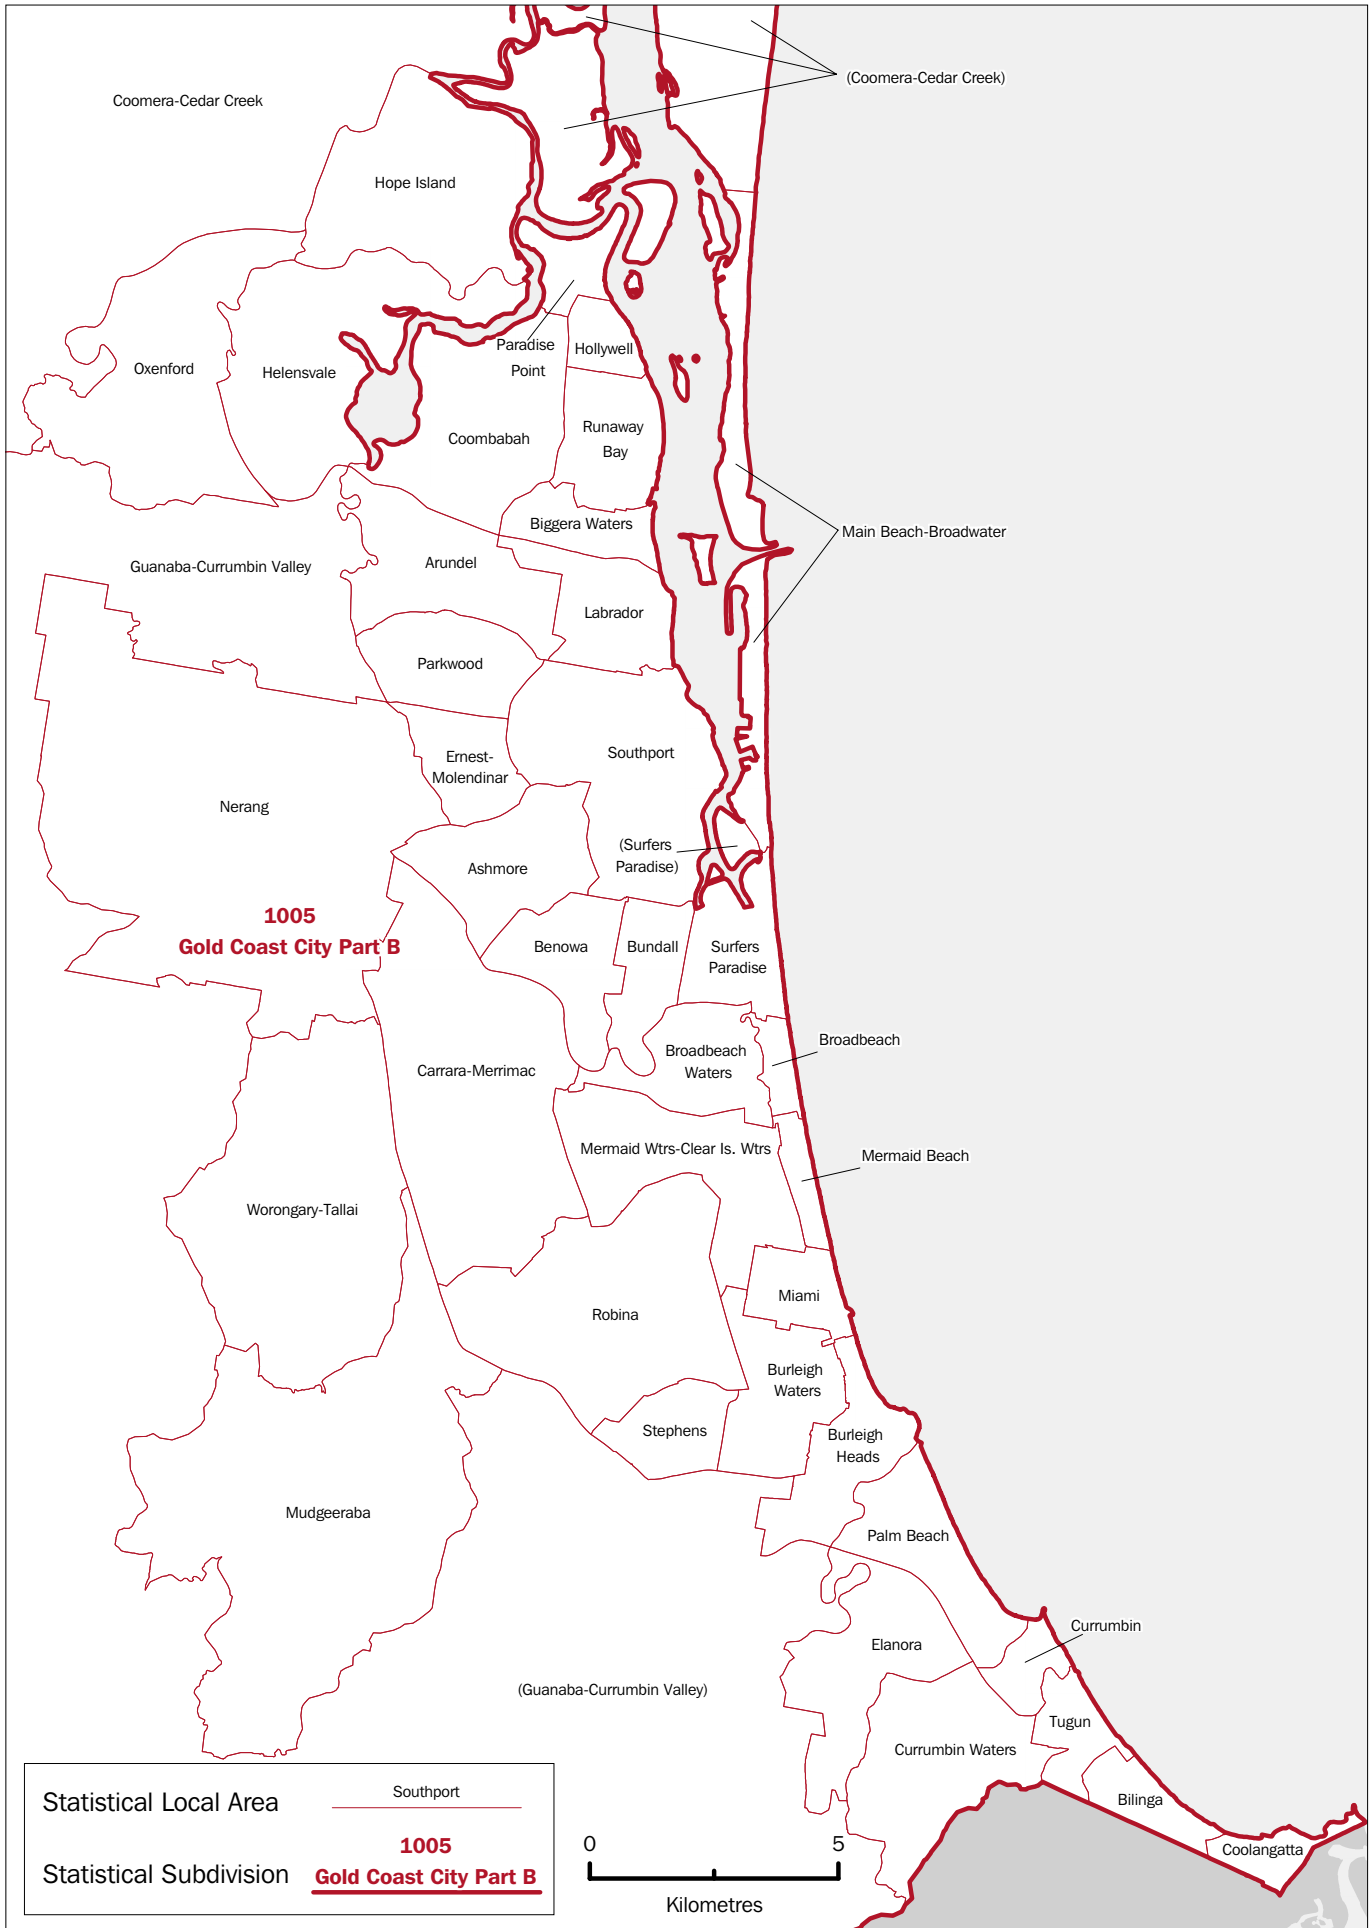 (Coomera-Cedar Creek)
Coomera-Cedar Creek
Hope Island
Paradise
Point
Hollywell
Oxenford
Helensvale
Runaway
Bay
Coombabah
Biggera Waters
Main Beach-Broadwater
Guanaba-Currumbin Valley
Arundel
Labrador
Parkwood
Southport
Ernest-
Molendinar
Nerang
(Surfers
Paradise)
Ashmore
1005
Gold Coast City Part B
Benowa
Bundall
Surfers
Paradise
Broadbeach
Broadbeach
Waters
Carrara-Merrimac
Mermaid Wtrs-Clear Is. Wtrs
Mermaid Beach
Worongary-Tallai
Miami
Robina
Burleigh
Waters
Stephens
Burleigh
Heads
Mudgeeraba
Palm Beach
Currumbin
Elanora
(Guanaba-Currumbin Valley)
Tugun
Currumbin Waters
Bilinga
Coolangatta
Statistical Local Area
Southport
Statistical Subdivision
1005
Gold Coast City Part B
0 5
Kilometres